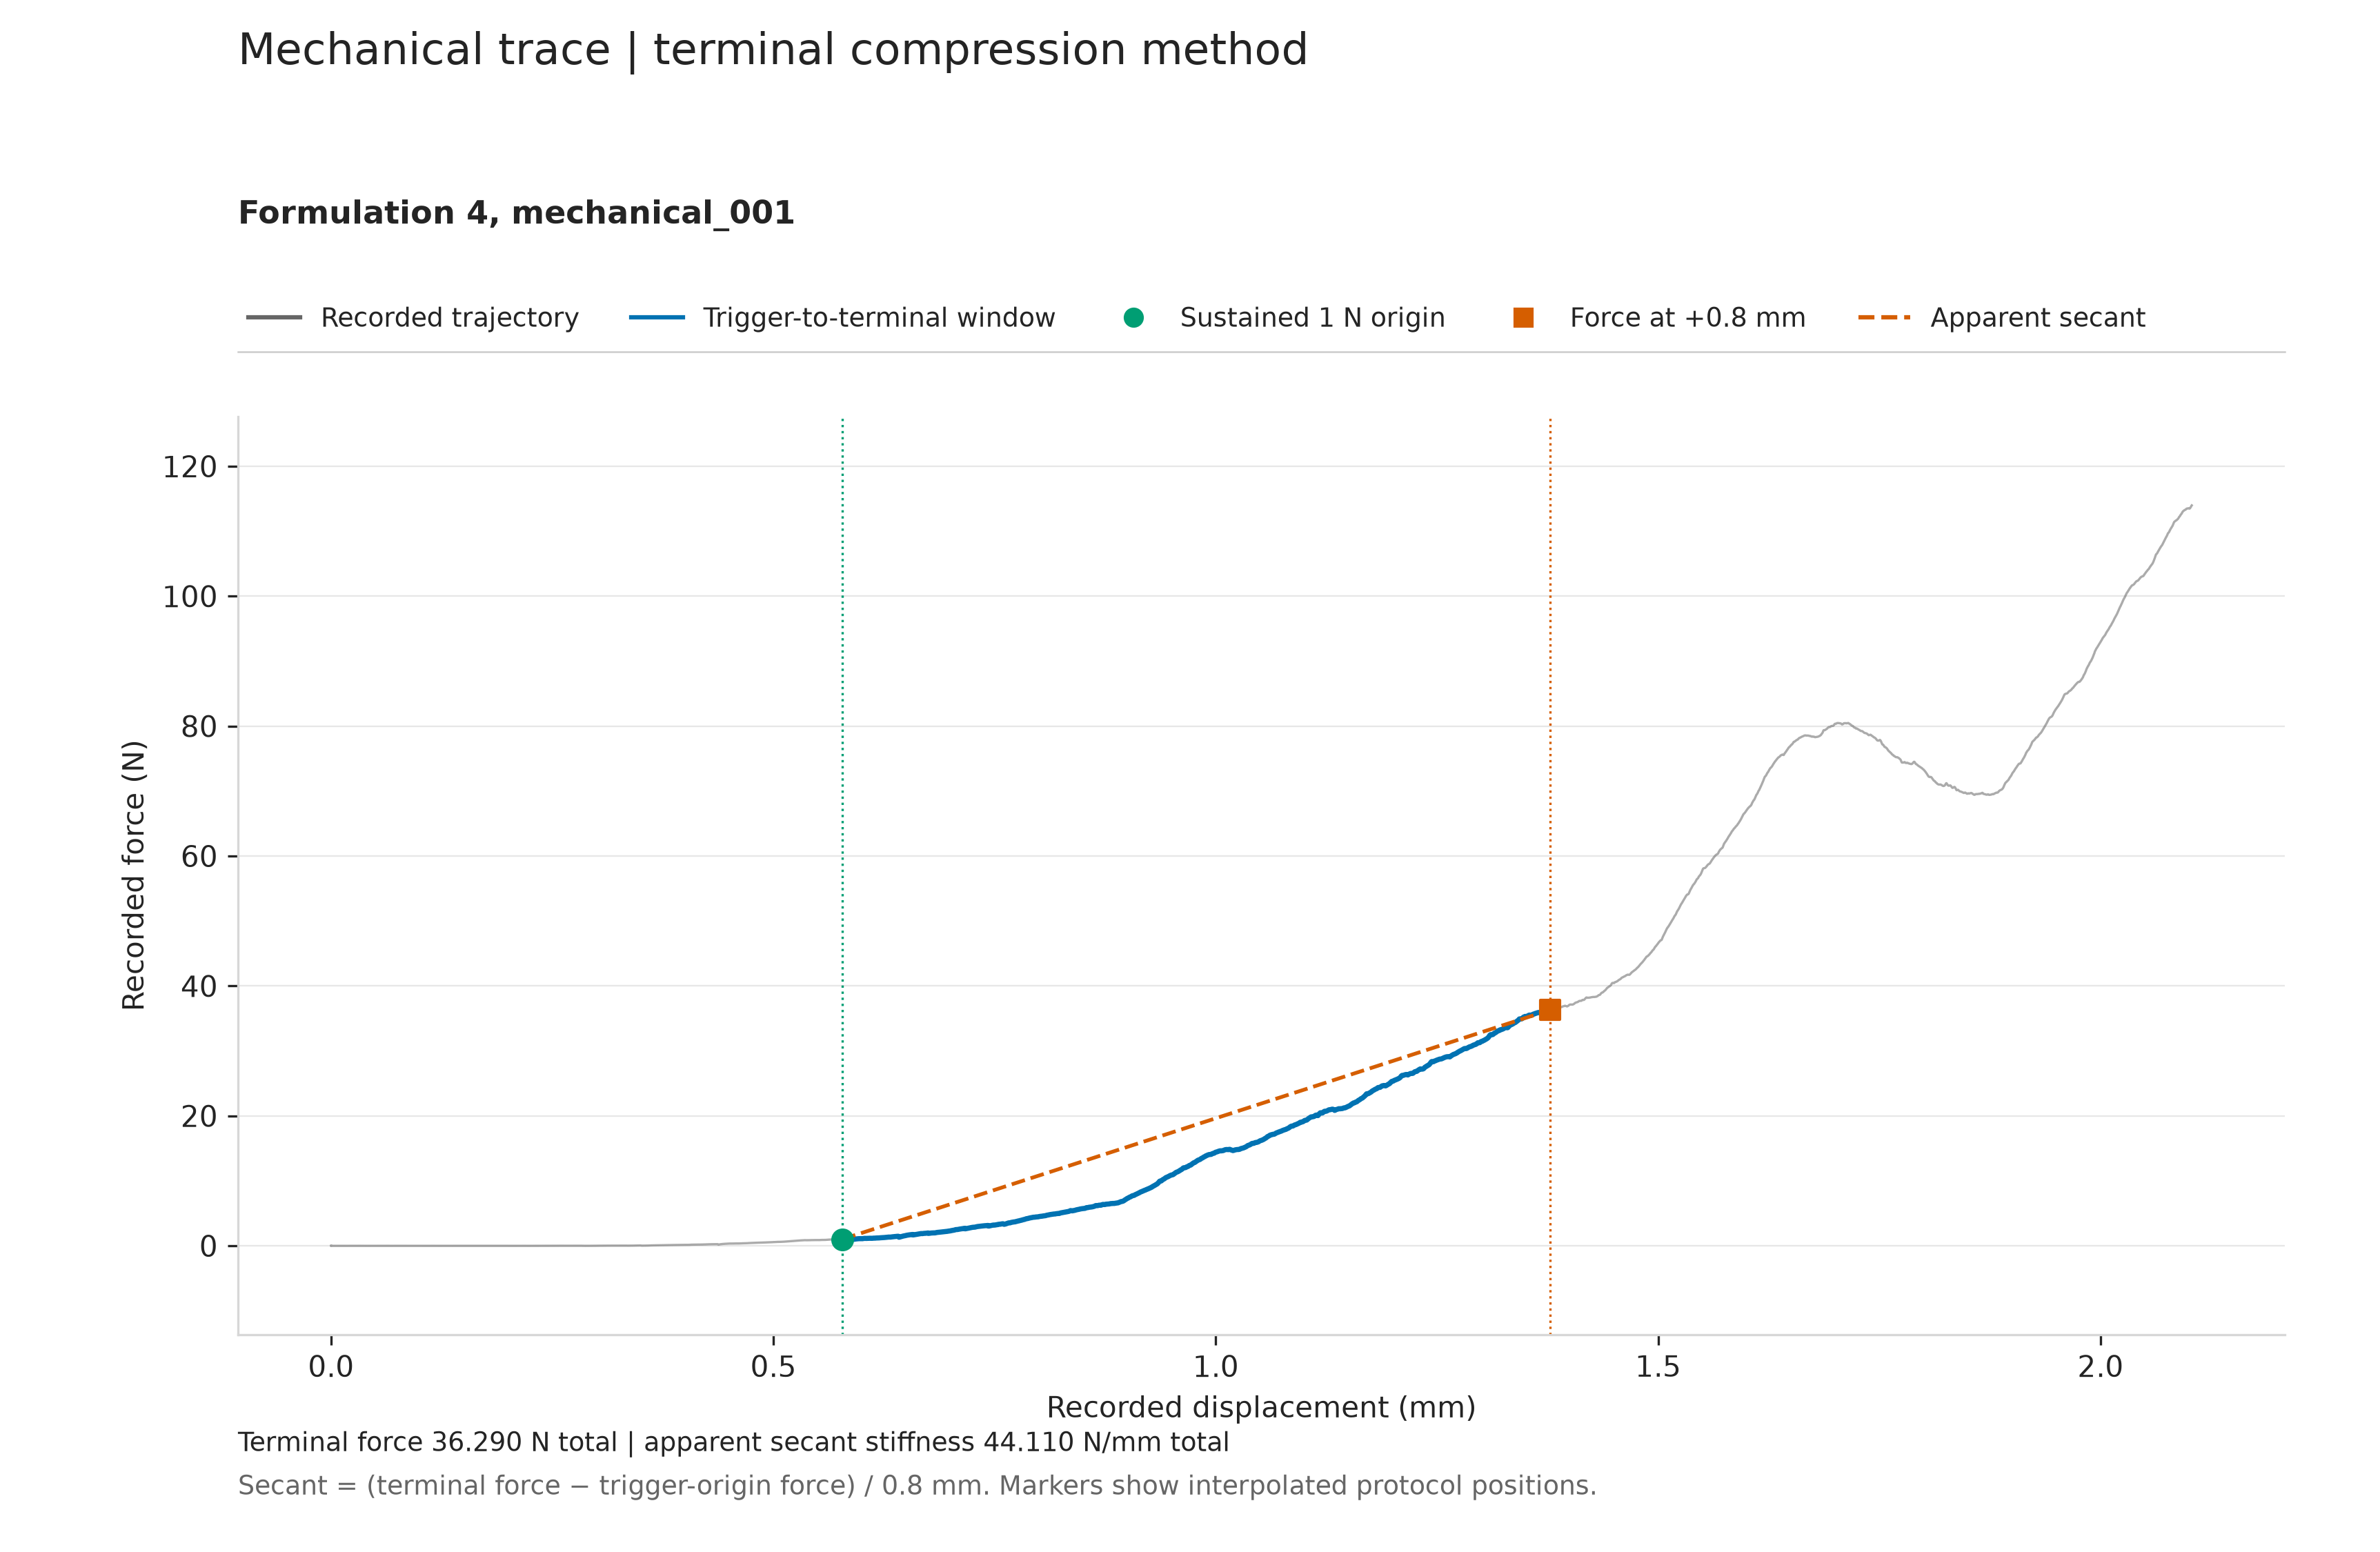 Mechanical trace | terminal compression method
Formulation 4, mechanical_001
Recorded trajectory
Trigger-to-terminal window
Sustained 1 N origin
Force at +0.8 mm
Apparent secant
Recorded force (N)
120
100
80
60
40
20
0
0.0
0.5
1.0
1.5
2.0
Recorded displacement (mm)
Terminal force 36.290 N total | apparent secant stiffness 44.110 N/mm total
Secant = (terminal force − trigger-origin force) / 0.8 mm. Markers show interpolated protocol positions.